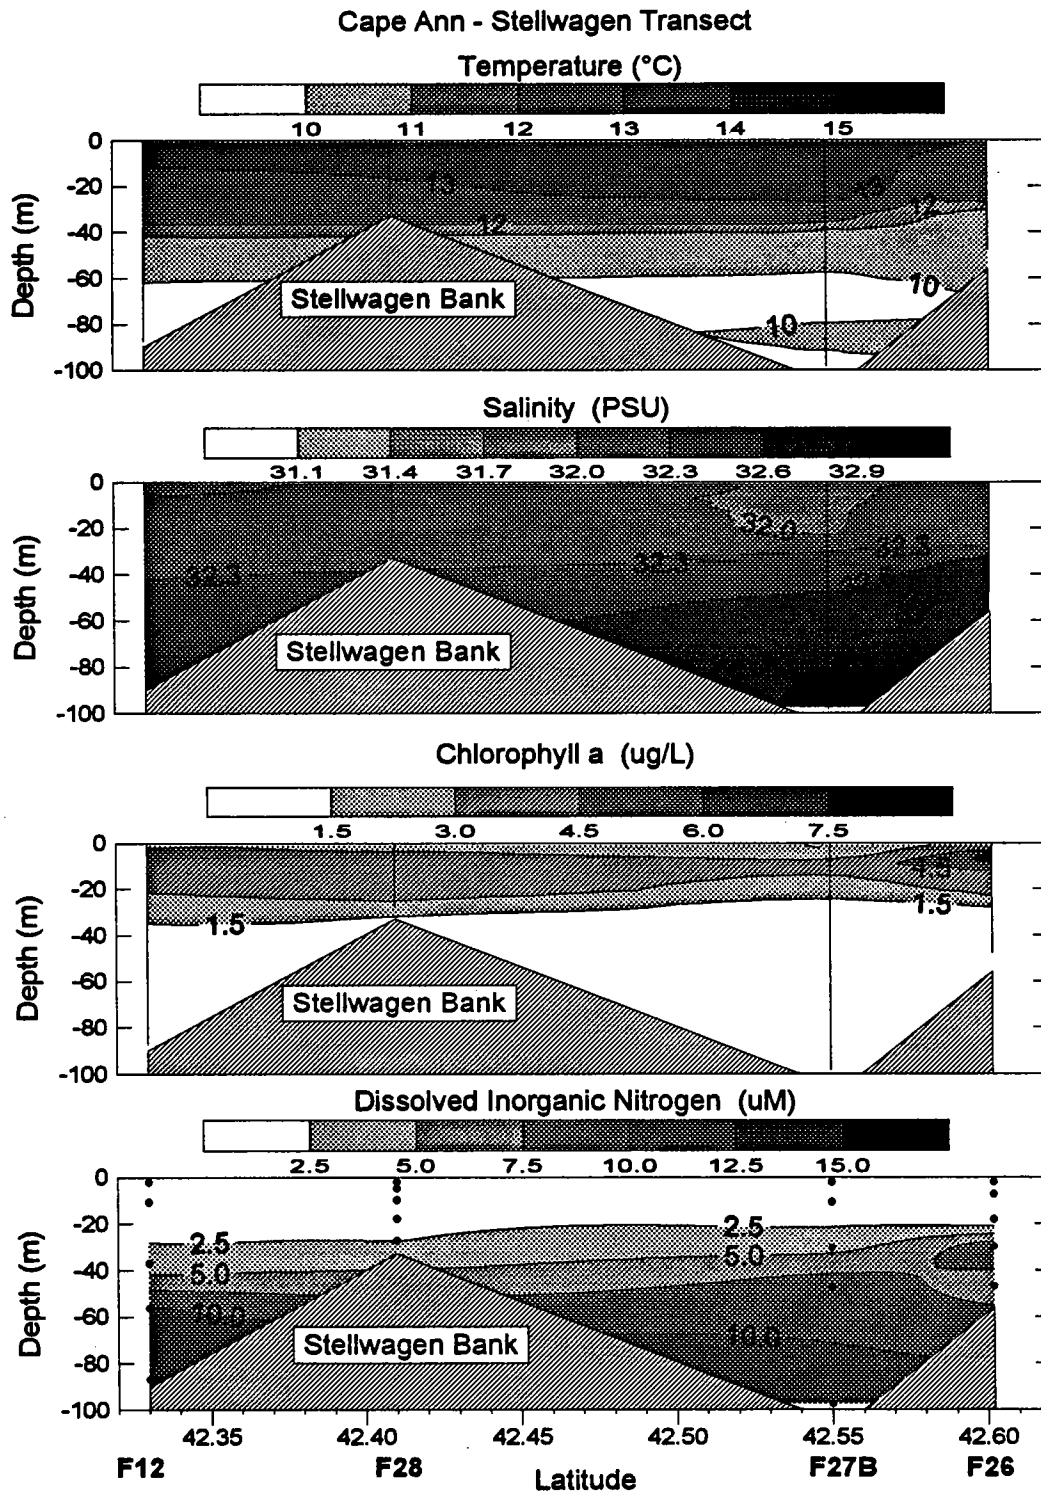 Cape Ann - Stellwagen Transect
Temperature (°C)
10 11 12 13 14 15
0
-20
-40
-60
-80
-100
Depth (m)
13
12
12
10
10
Stellwagen Bank
Salinity (PSU)
31.1 31.4 31.7 32.0 32.3 32.6 32.9
0
-20
-40
-60
-80
-100
Depth (m)
32.0
32.3
32.3
32.3
Stellwagen Bank
Chlorophyll a (ug/L)
1.5 3.0 4.5 6.0 7.5
0
-20
-40
-60
-80
-100
Depth (m)
4.5
1.5
1.5
Stellwagen Bank
Dissolved Inorganic Nitrogen (uM)
2.5 5.0 7.5 10.0 12.5 15.0
0
-20
-40
-60
-80
-100
Depth (m)
2.5
2.5
5.0
5.0
10.0
Stellwagen Bank
42.35 42.40 42.45 42.50 42.55 42.60
F12 F28 F27B F26
Latitude